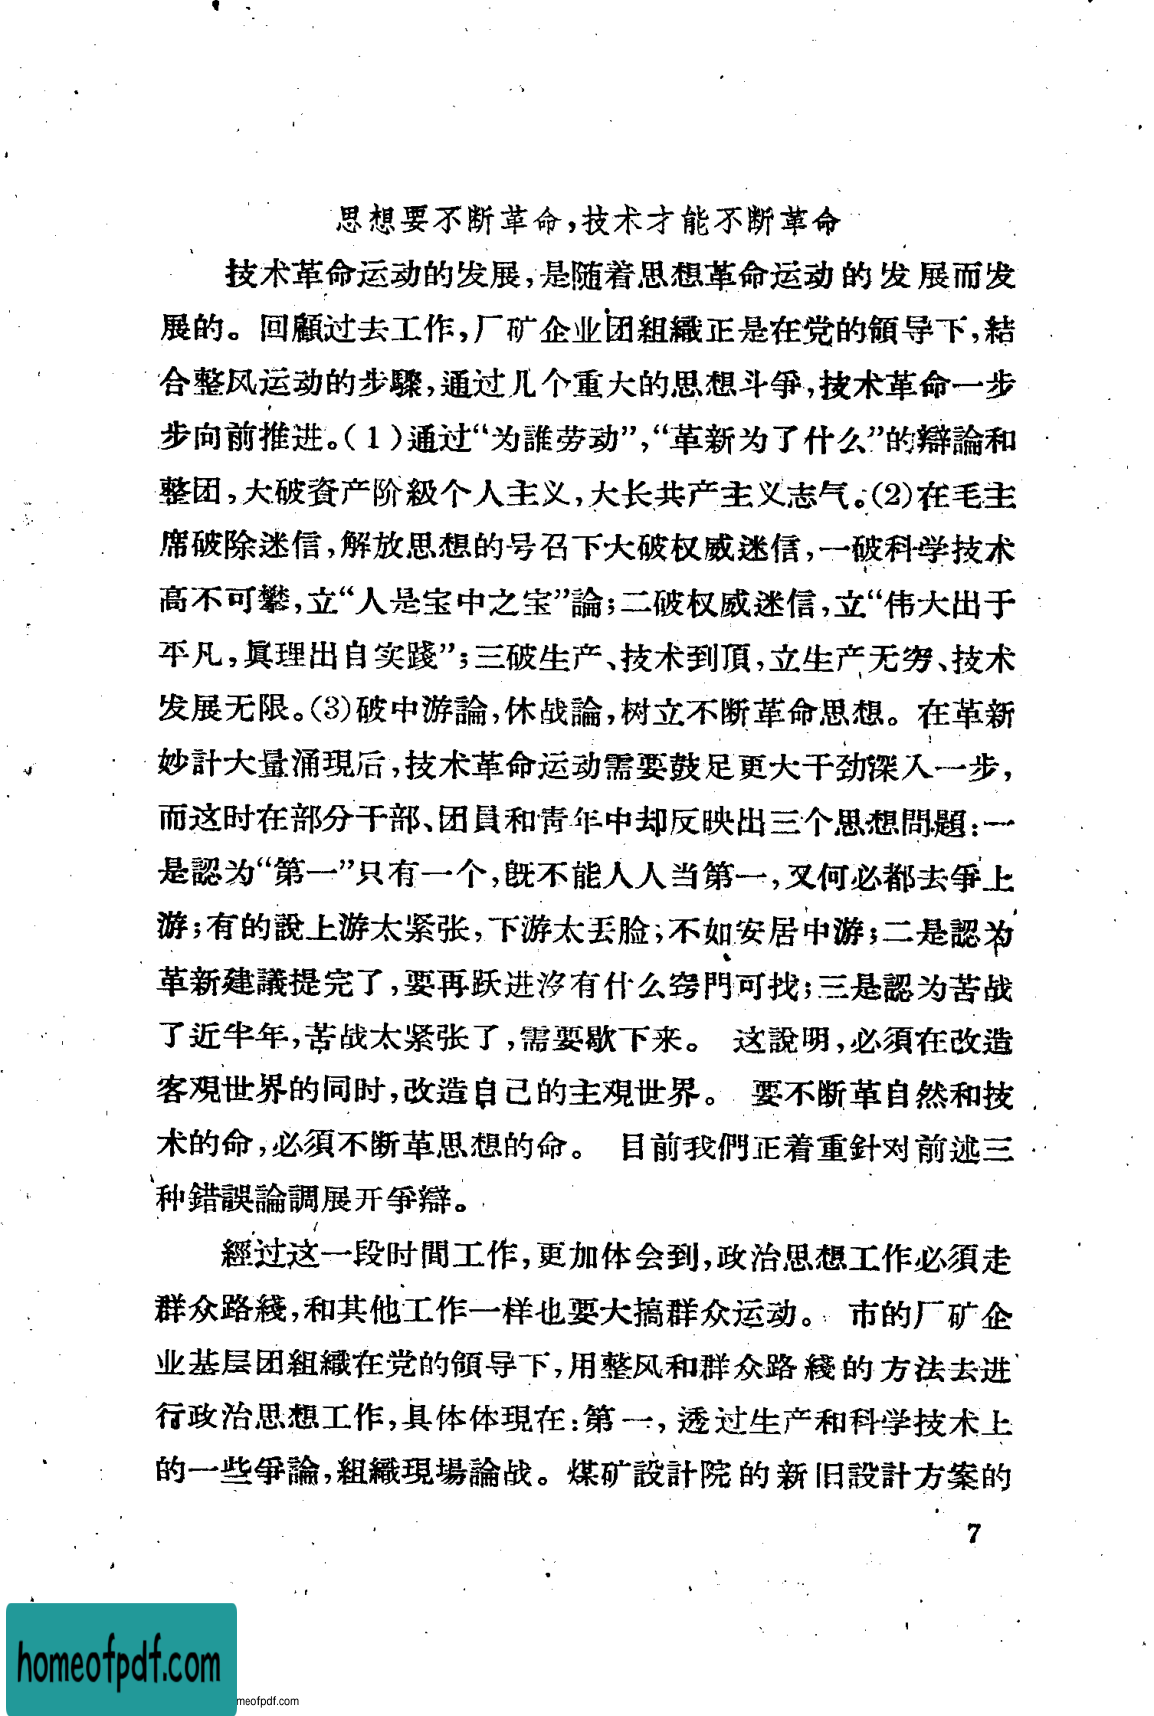 思想要不断革命,技术才能不断革命
技术革命运动的发展,是随着思想革命运动的发展而发
展的。回顧过去工作,厂矿企业团組織正是在党的領导下,結
合整风运动的步驟,通过几个重大的思想斗爭,技术革命一步
步向前推进。(1)通过“为誰劳动”,“革新为了什么”的辯論和
整团,大破資产阶級个人主义,大长共产主义志气。(2)在毛主
席破除迷信,解放思想的号召下大破权威迷信,一破科学技术
高不可攀,立“人是宝中之宝”論;二破权威迷信,立“伟大出于
平凡,眞理出自实踐”;三破生产、技术到頂,立生产无穷、技术
发展无限。(3)破中游論,休战論,树立不断革命思想。在革新
妙計大量涌現后,技术革命运动需要鼓足更大干劲深入一步,
而这时在部分干部、团員和靑年中却反映出三个思想問題:一
是認为“第一”只有一个,旣不能人人当第一,又何必都去爭上
游;有的說上游太紧张,下游太丢脸,不如安居中游;二是認为
革新建議提完了,要再跃进沒有什么窍門可找;三是認为苦战
了近半年,苦战太紧张了,需要歇下来。这說明,必須在改造
客观世界的同时,改造自己的主观世界。要不断革自然和技
术的命,必須不断革思想的命。目前我們正着重針对前述三
种錯誤論調展开爭辯。
經过这一段时間工作,更加体会到,政治思想工作必須走
群众路綫,和其他工作一样也要大搞群众运动。市的厂矿企
业基层团組織在党的領导下,用整风和群众路綫的方法去进
行政治思想工作,具体体現在:第一,透过生产和科学技术上
的一些爭論,組織現場論战。煤矿設計院的新旧設計方案的
7
homeofpdf.com
meofpdf.com